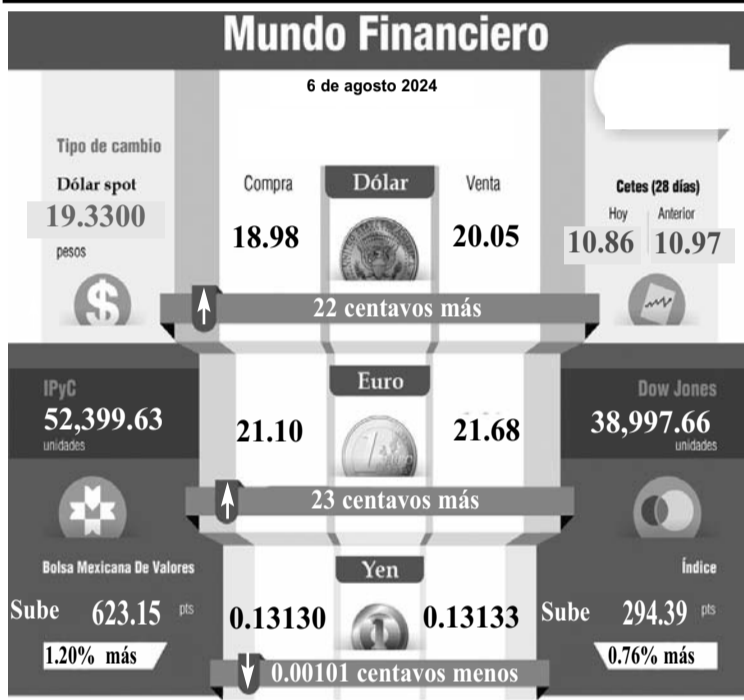 Mundo Financiero
6 de agosto 2024
Tipo de cambio
Dólar spot
19.3300
pesos
Compra
Dólar
Venta
18.98
20.05
Cetes (28 días)
Hoy
Anterior
10.86
10.97
22 centavos más
IPyC
52,399.63
unidades
Euro
21.10
21.68
Dow Jones
38,997.66
unidades
23 centavos más
Bolsa Mexicana De Valores
Sube 623.15 pts
1.20% más
Yen
0.13130
0.13133
Índice
Sube 294.39 pts
0.76% más
0.00101 centavos menos